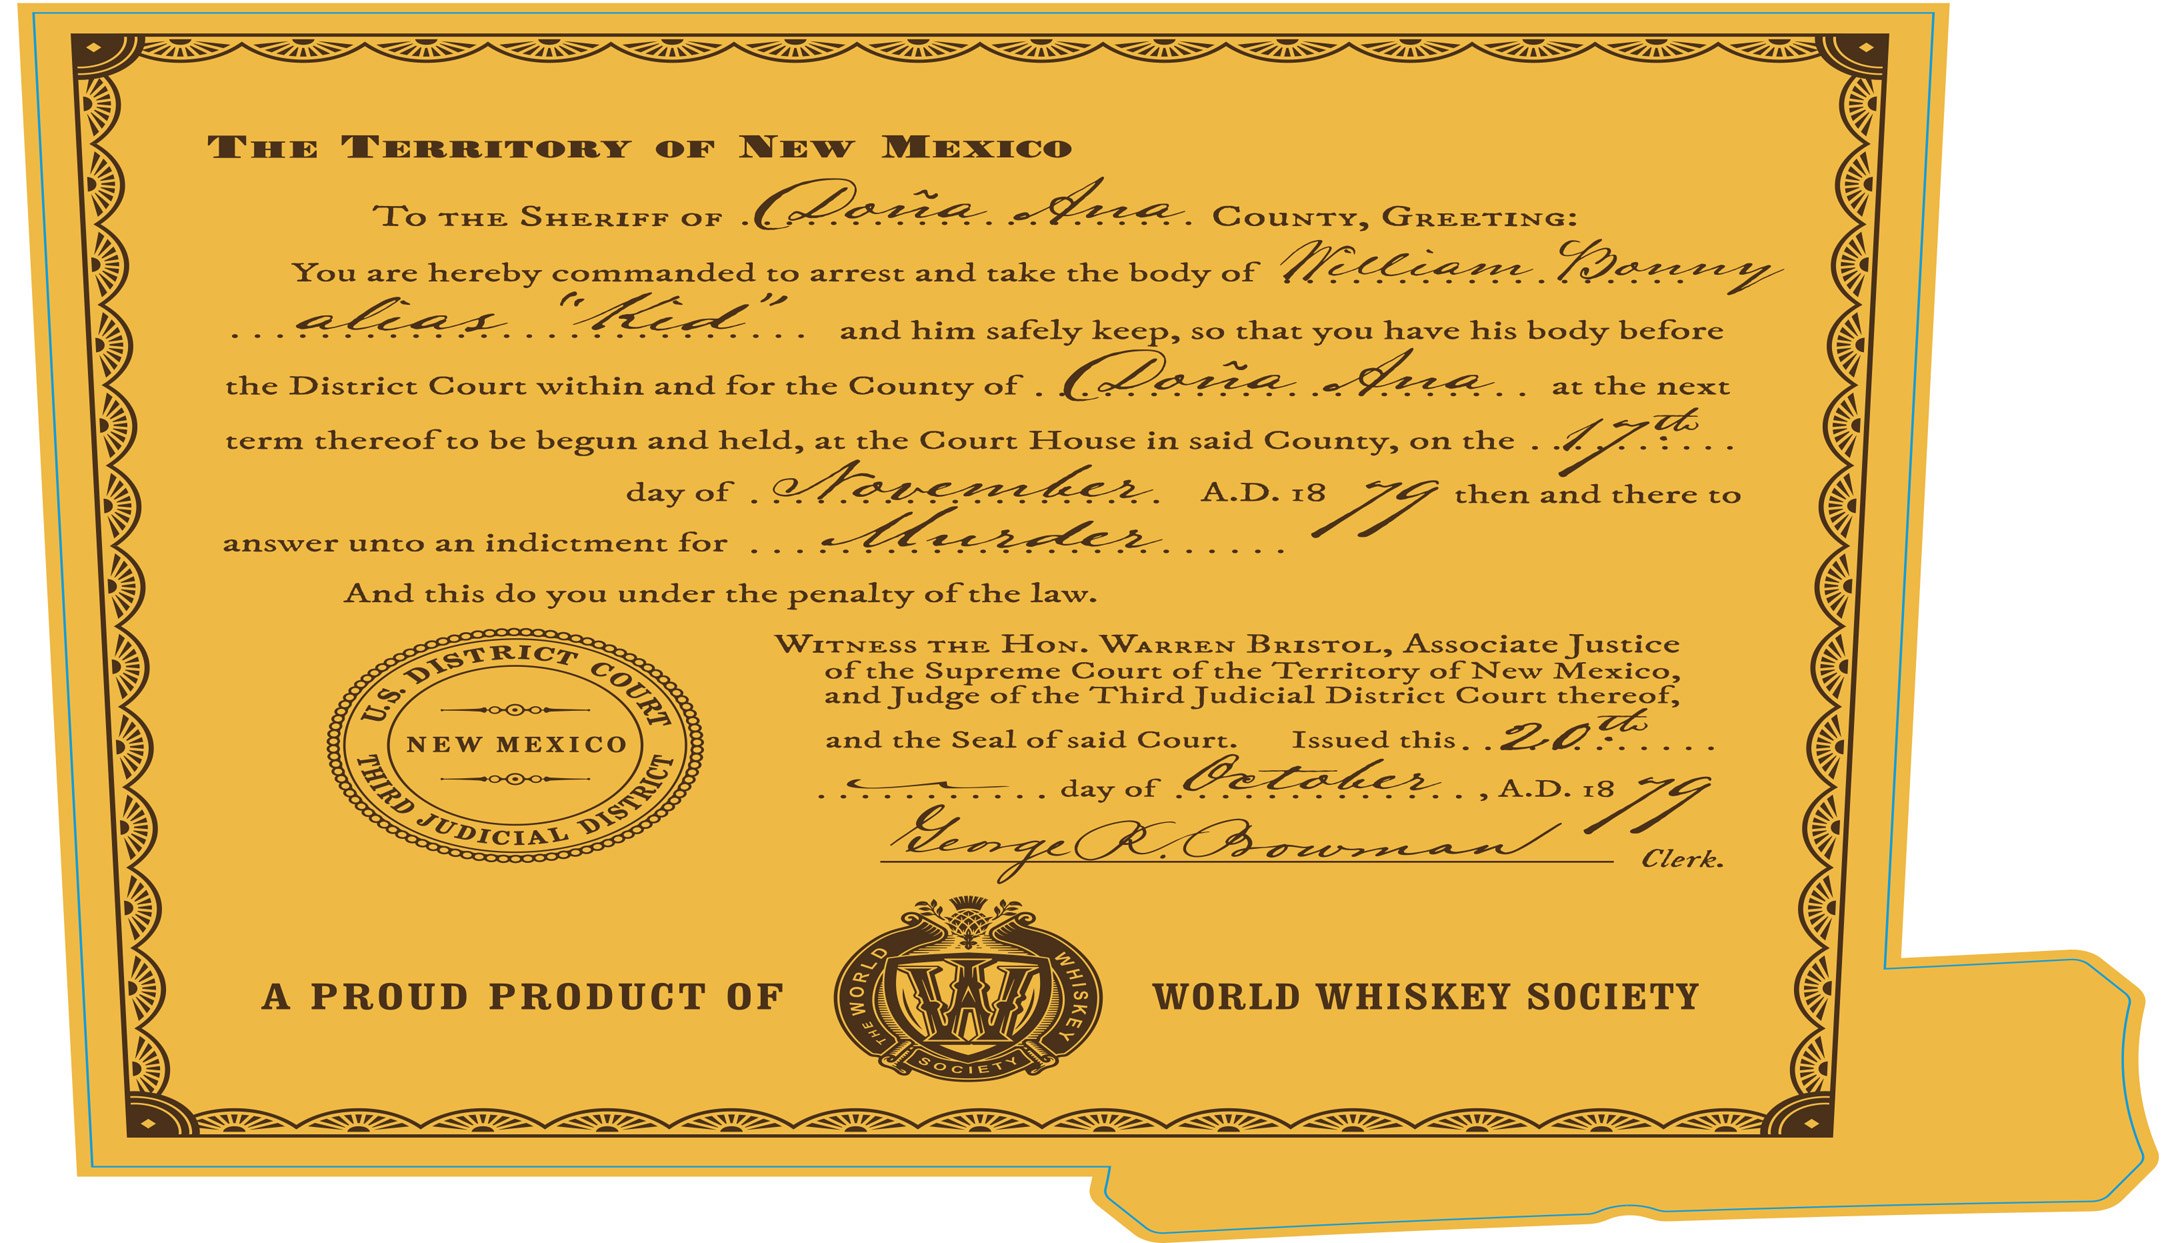 THE TERRITORY OF NEW MEXICO
TO THE SHERIFF OF Doña Ana COUNTY, GREETING:
You are hereby commanded to arrest and take the body of William Bonny
alias "Kid" and him safely keep, so that you have his body before
the District Court within and for the County of Doña Ana at the next
term thereof to be begun and held, at the Court House in said County, on the 17th
day of November A.D. 1879 then and there to
answer unto an indictment for Murder
And this do you under the penalty of the law.
WITNESS THE HON. WARREN BRISTOL, Associate Justice
of the Supreme Court of the Territory of New Mexico,
and Judge of the Third Judicial District Court thereof,
and the Seal of said Court. Issued this 20th
day of October, A.D. 1879
George R. Bowman Clerk.
U.S. DISTRICT COURT
NEW MEXICO
THIRD JUDICIAL DISTRICT
A PROUD PRODUCT OF
THE WORLD WHISKEY
W
SOCIETY
WORLD WHISKEY SOCIETY